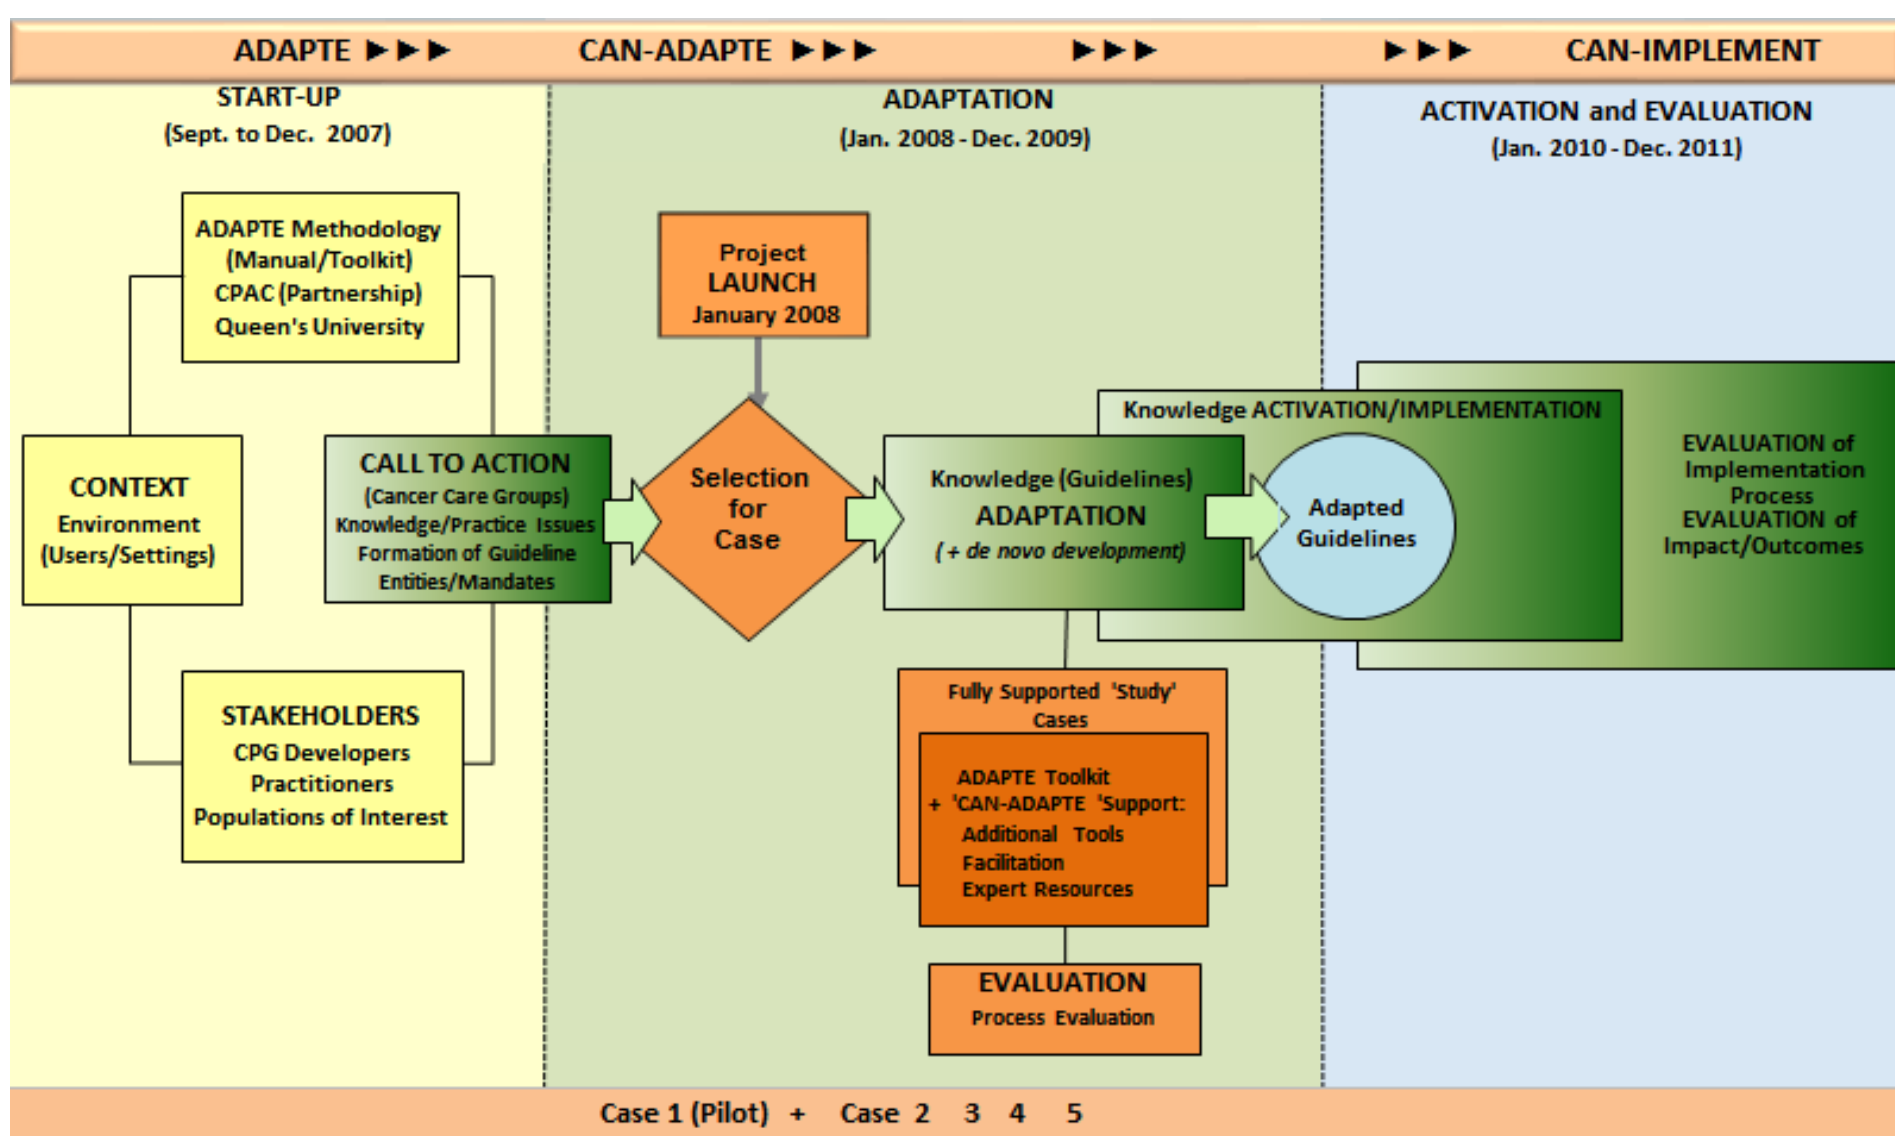 ADAPTE ►►► CAN-ADAPTE ►►► ►►► ►►► CAN-IMPLEMENT
START-UP
(Sept. to Dec. 2007)
ADAPTATION
(Jan. 2008 - Dec. 2009)
ACTIVATION and EVALUATION
(Jan. 2010 - Dec. 2011)
ADAPTE Methodology
(Manual/Toolkit)
CPAC (Partnership)
Queen's University
CONTEXT
Environment
(Users/Settings)
CALL TO ACTION
(Cancer Care Groups)
Knowledge/Practice Issues
Formation of Guideline
Entities/Mandates
STAKEHOLDERS
CPG Developers
Practitioners
Populations of Interest
Project
LAUNCH
January 2008
Selection
for
Case
Knowledge (Guidelines)
ADAPTATION
( + de novo development)
Knowledge ACTIVATION/IMPLEMENTATION
Adapted
Guidelines
EVALUATION of
Implementation
Process
EVALUATION of
Impact/Outcomes
Fully Supported 'Study'
Cases
ADAPTE Toolkit
+ 'CAN-ADAPTE 'Support:
Additional Tools
Facilitation
Expert Resources
EVALUATION
Process Evaluation
Case 1 (Pilot) + Case 2 3 4 5